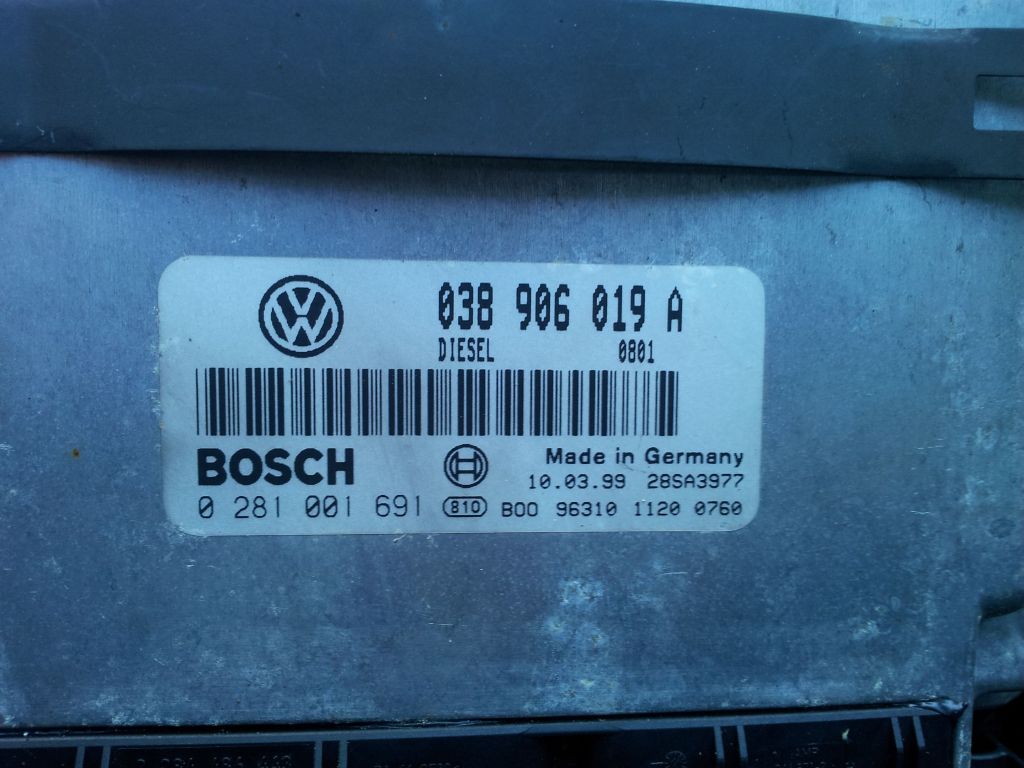 038 906 019 A
DIESEL 0801
BOSCH
Made in Germany
10.03.99 28SA3977
0 281 001 691 810 B00 96310 1120 0760